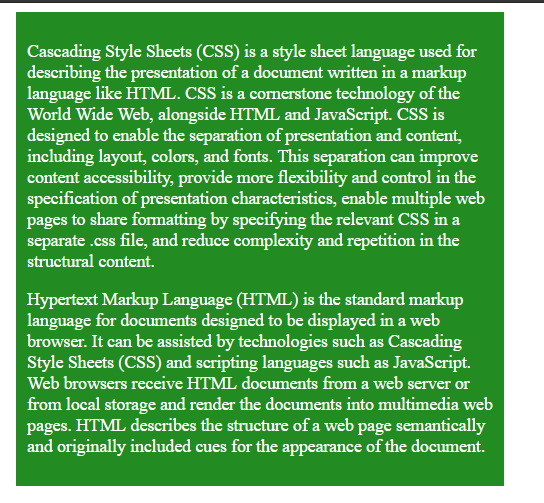 Cascading Style Sheets (CSS) is a style sheet language used for
describing the presentation of a document written in a markup
language like HTML. CSS is a cornerstone technology of the
World Wide Web, alongside HTML and JavaScript. CSS is
designed to enable the separation of presentation and content,
including layout, colors, and fonts. This separation can improve
content accessibility, provide more flexibility and control in the
specification of presentation characteristics, enable multiple web
pages to share formatting by specifying the relevant CSS in a
separate .css file, and reduce complexity and repetition in the
structural content.
Hypertext Markup Language (HTML) is the standard markup
language for documents designed to be displayed in a web
browser. It can be assisted by technologies such as Cascading
Style Sheets (CSS) and scripting languages such as JavaScript.
Web browsers receive HTML documents from a web server or
from local storage and render the documents into multimedia web
pages. HTML describes the structure of a web page semantically
and originally included cues for the appearance of the document.